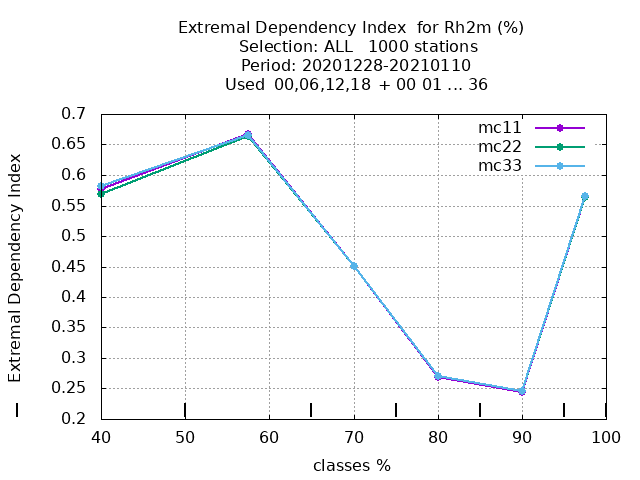 Extremal Dependency Index  for Rh2m (%)
Selection: ALL   1000 stations
Period: 20201228-20210110
Used  00,06,12,18  + 00 01 ... 36
mc11
mc22
mc33
Extremal Dependency Index
0.7
0.65
0.6
0.55
0.5
0.45
0.4
0.35
0.3
0.25
0.2
40 50 60 70 80 90 100
classes %